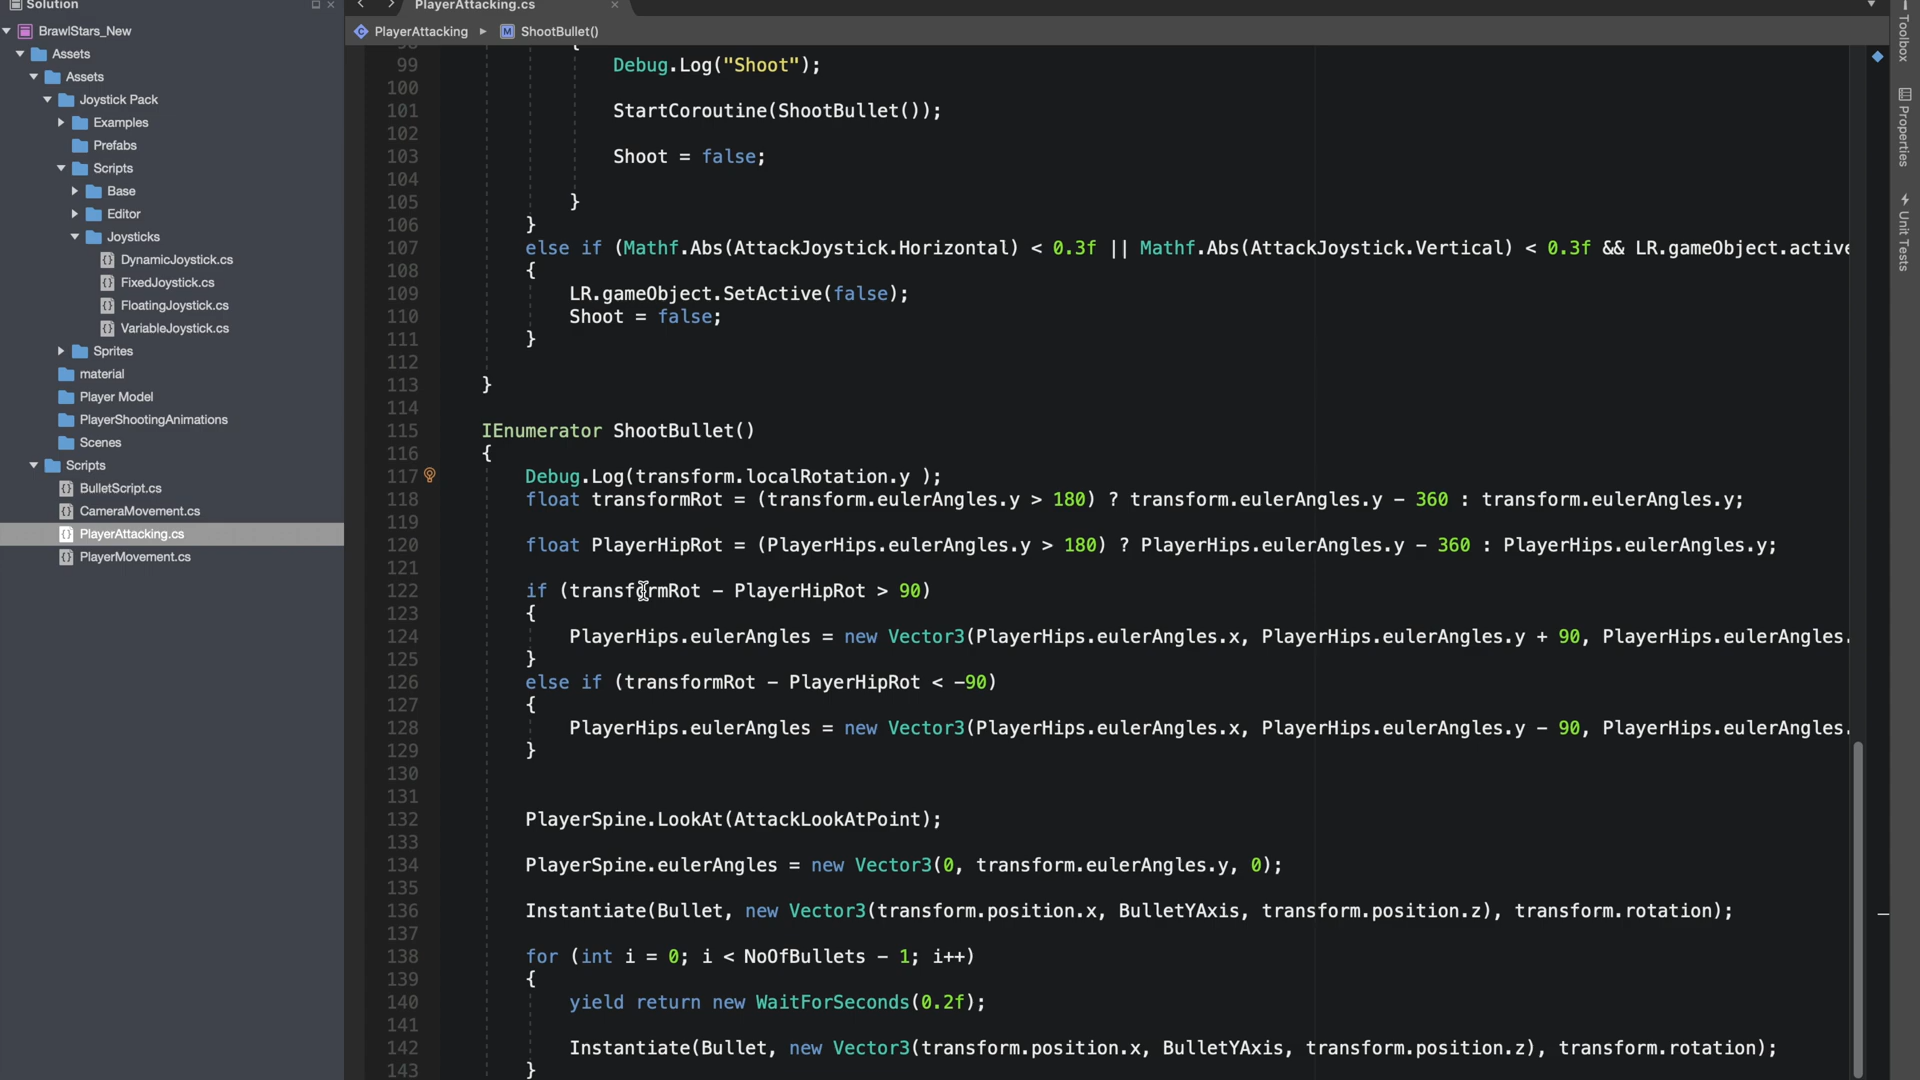 Solution
PlayerAttacking.cs
BrawlStars_New
PlayerAttacking ▸ ShootBullet()
Assets
Assets
Joystick Pack
Examples
Prefabs
Scripts
Base
Editor
Joysticks
DynamicJoystick.cs
FixedJoystick.cs
FloatingJoystick.cs
VariableJoystick.cs
Sprites
material
Player Model
PlayerShootingAnimations
Scenes
Scripts
BulletScript.cs
CameraMovement.cs
PlayerAttacking.cs
PlayerMovement.cs
98 {
99 Debug.Log("Shoot");
100
101 StartCoroutine(ShootBullet());
102
103 Shoot = false;
104
105 }
106 }
107 else if (Mathf.Abs(AttackJoystick.Horizontal) < 0.3f || Mathf.Abs(AttackJoystick.Vertical) < 0.3f && LR.gameObject.active
108 {
109 LR.gameObject.SetActive(false);
110 Shoot = false;
111 }
112
113 }
114
115 IEnumerator ShootBullet()
116 {
117 Debug.Log(transform.localRotation.y );
118 float transformRot = (transform.eulerAngles.y > 180) ? transform.eulerAngles.y - 360 : transform.eulerAngles.y;
119
120 float PlayerHipRot = (PlayerHips.eulerAngles.y > 180) ? PlayerHips.eulerAngles.y - 360 : PlayerHips.eulerAngles.y;
121
122 if (transformRot - PlayerHipRot > 90)
123 {
124 PlayerHips.eulerAngles = new Vector3(PlayerHips.eulerAngles.x, PlayerHips.eulerAngles.y + 90, PlayerHips.eulerAngles.
125 }
126 else if (transformRot - PlayerHipRot < -90)
127 {
128 PlayerHips.eulerAngles = new Vector3(PlayerHips.eulerAngles.x, PlayerHips.eulerAngles.y - 90, PlayerHips.eulerAngles.
129 }
130
131
132 PlayerSpine.LookAt(AttackLookAtPoint);
133
134 PlayerSpine.eulerAngles = new Vector3(0, transform.eulerAngles.y, 0);
135
136 Instantiate(Bullet, new Vector3(transform.position.x, BulletYAxis, transform.position.z), transform.rotation);
137
138 for (int i = 0; i < NoOfBullets - 1; i++)
139 {
140 yield return new WaitForSeconds(0.2f);
141
142 Instantiate(Bullet, new Vector3(transform.position.x, BulletYAxis, transform.position.z), transform.rotation);
143 }
Toolbox
Properties
Unit Tests